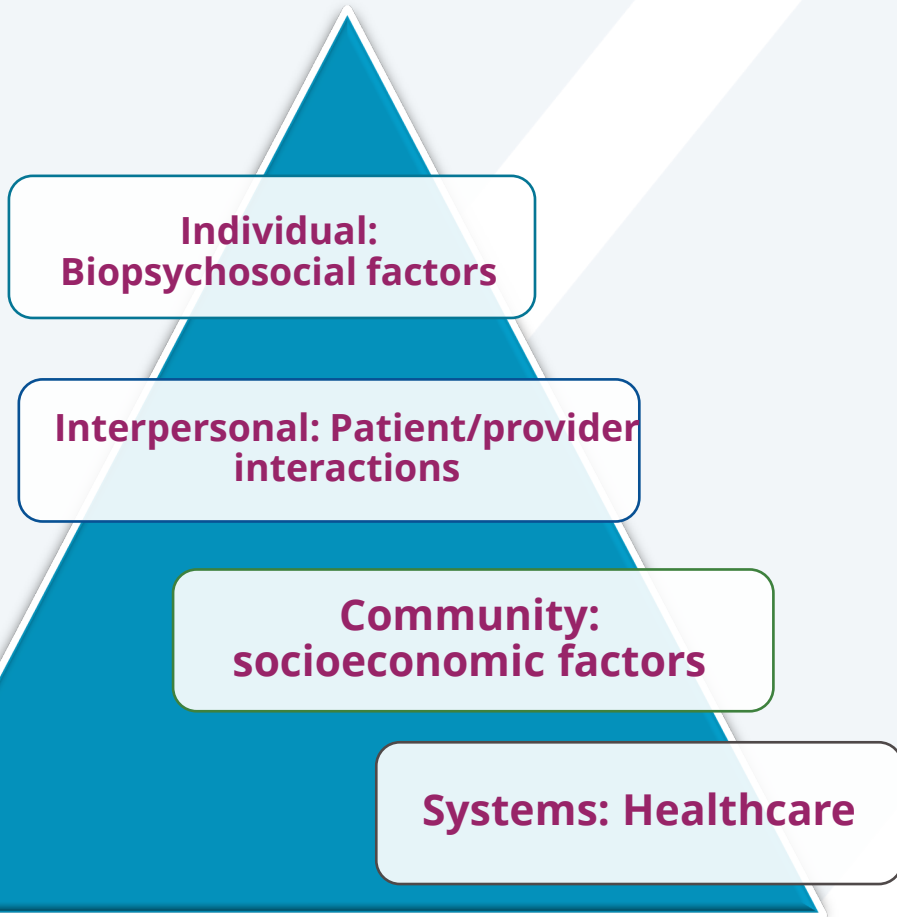 Individual:
Biopsychosocial factors
Interpersonal: Patient/provider
interactions
Community:
socioeconomic factors
Systems: Healthcare